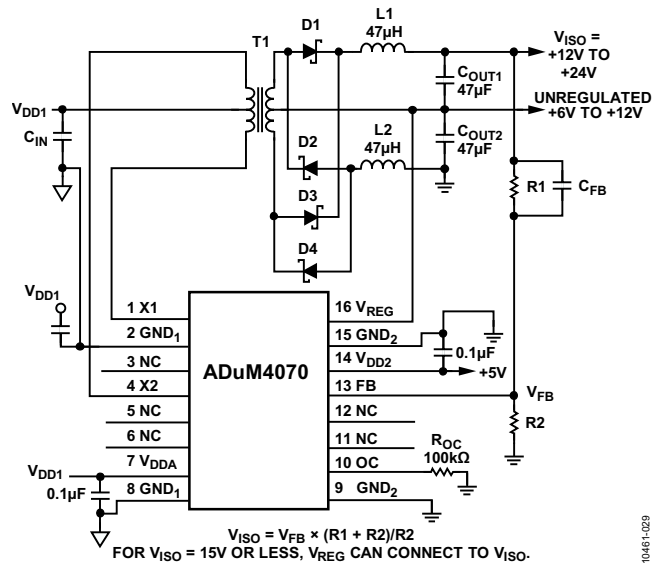 T1
D1
L1
47µH
V_ISO =
+12V TO
+24V
V_DD1
C_IN
C_OUT1
47µF
UNREGULATED
+6V TO +12V
D2
L2
47µH
C_OUT2
47µF
R1
C_FB
D3
D4
V_DD1
1 X1
16 V_REG
2 GND_1
15 GND_2
0.1µF
3 NC
ADuM4070
14 V_DD2
+5V
4 X2
13 FB
V_FB
5 NC
12 NC
R2
6 NC
11 NC
R_OC
100kΩ
V_DD1
7 V_DDA
10 OC
0.1µF
8 GND_1
9 GND_2
V_ISO = V_FB × (R1 + R2)/R2
FOR V_ISO = 15V OR LESS, V_REG CAN CONNECT TO V_ISO.
10461-029